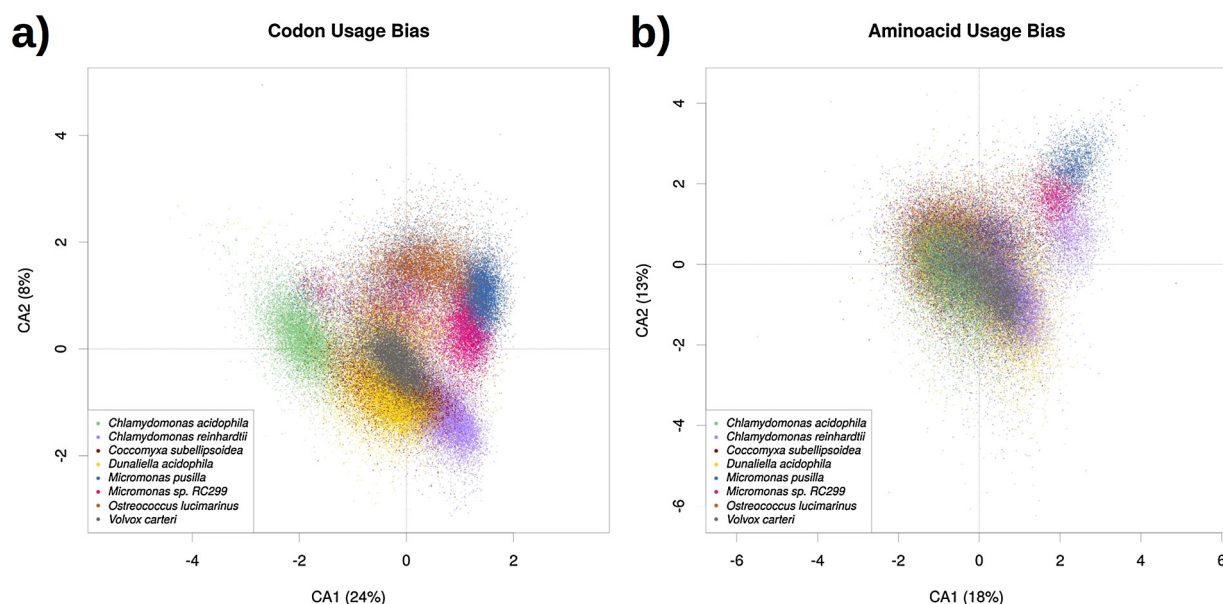 a)
Codon Usage Bias
4
2
0
-2
CA2 (8%)
Chlamydomonas acidophila
Chlamydomonas reinhardtii
Coccomyxa subellipsoidea
Dunaliella acidophila
Micromonas pusilla
Micromonas sp. RC299
Ostreococcus lucimarinus
Volvox carteri
-4 -2 0 2
CA1 (24%)
b)
Aminoacid Usage Bias
4
2
0
-2
-4
-6
CA2 (13%)
Chlamydomonas acidophila
Chlamydomonas reinhardtii
Coccomyxa subellipsoidea
Dunaliella acidophila
Micromonas pusilla
Micromonas sp. RC299
Ostreococcus lucimarinus
Volvox carteri
-6 -4 -2 0 2 4 6
CA1 (18%)